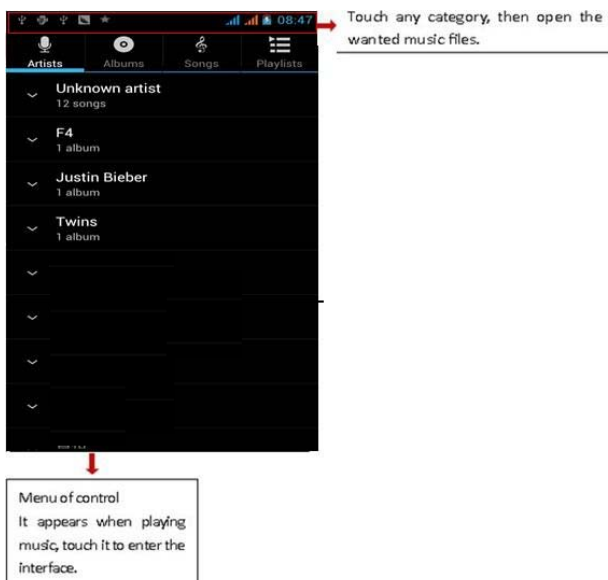 08:47
Touch any category, then open the
wanted music files.
Artists
Albums
Songs
Playlists
Unknown artist
12 songs
F4
1 album
Justin Bieber
1 album
Twins
1 album
Menu of control
It appears when playing
music, touch it to enter the
interface.